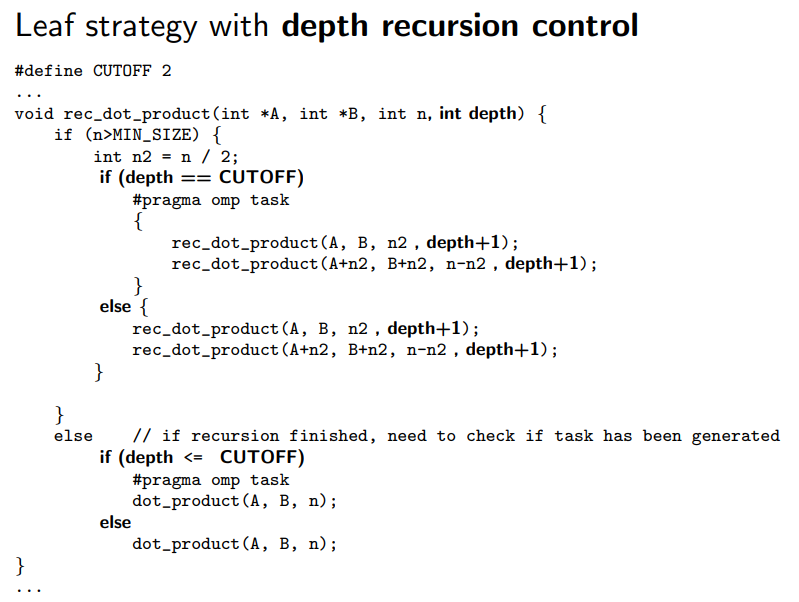 Leaf strategy with depth recursion control
#define CUTOFF 2
...
void rec_dot_product(int *A, int *B, int n, int depth) {
    if (n>MIN_SIZE) {
        int n2 = n / 2;
        if (depth == CUTOFF)
            #pragma omp task
            {
                rec_dot_product(A, B, n2 , depth+1);
                rec_dot_product(A+n2, B+n2, n-n2 , depth+1);
            }
        else {
            rec_dot_product(A, B, n2 , depth+1);
            rec_dot_product(A+n2, B+n2, n-n2 , depth+1);
        }
    }
    else    // if recursion finished, need to check if task has been generated
        if (depth <= CUTOFF)
            #pragma omp task
            dot_product(A, B, n);
        else
            dot_product(A, B, n);
}
...